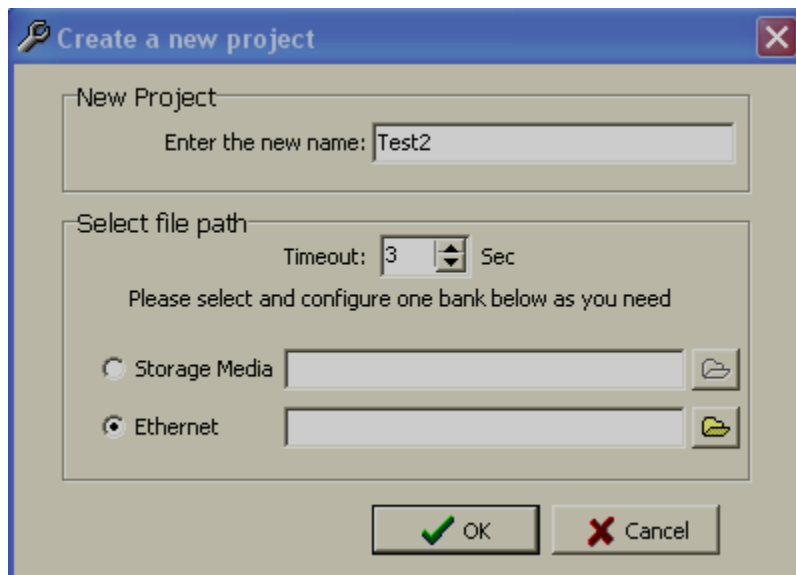 Create a new project
New Project
Enter the new name: Test2
Select file path
Timeout: 3 Sec
Please select and configure one bank below as you need
Storage Media
Ethernet
OK Cancel